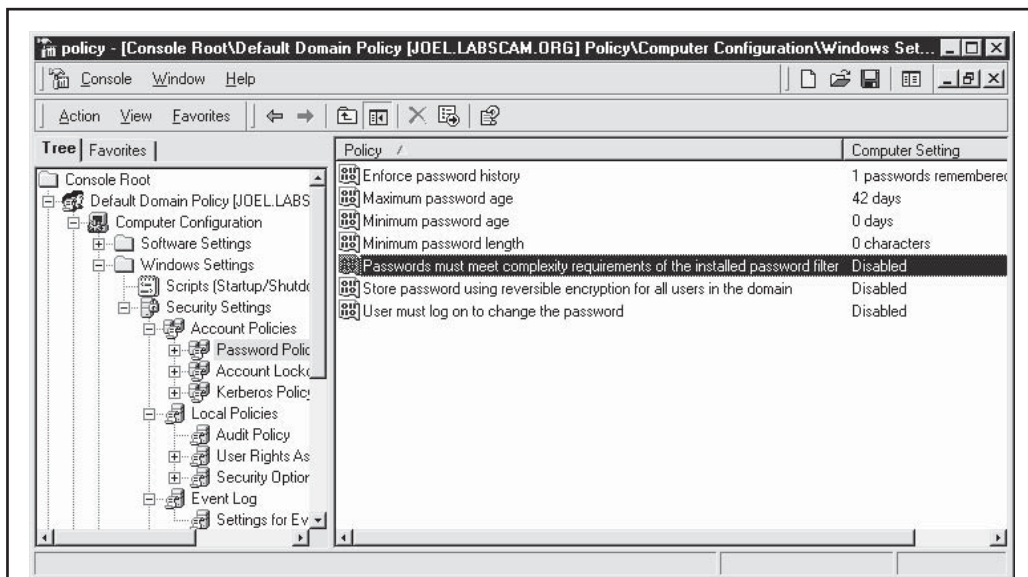 policy - [Console Root\Default Domain Policy [JOEL.LABSCAM.ORG] Policy\Computer Configuration\Windows Set...
Console Window Help
Action View Favorites
Tree Favorites
Policy Computer Setting
Console Root
Default Domain Policy [JOEL.LABS
Computer Configuration
Software Settings
Windows Settings
Scripts (Startup/Shutd
Security Settings
Account Policies
Password Polic
Account Locko
Kerberos Policy
Local Policies
Audit Policy
User Rights As
Security Option
Event Log
Settings for Ev
Enforce password history 1 passwords remembered
Maximum password age 42 days
Minimum password age 0 days
Minimum password length 0 characters
Passwords must meet complexity requirements of the installed password filter Disabled
Store password using reversible encryption for all users in the domain Disabled
User must log on to change the password Disabled